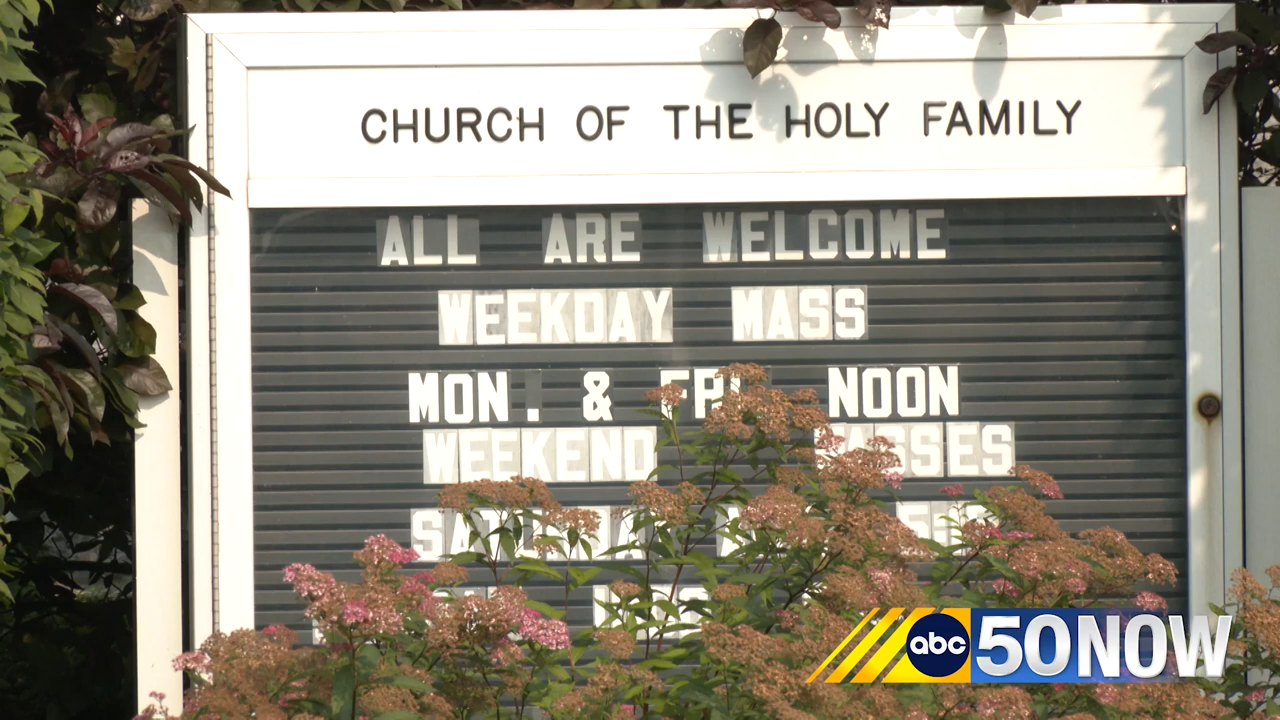 CHURCH OF THE HOLY FAMILY
ALL ARE WELCOME
WEEKDAY MASS
MON. & FRI NOON
WEEKEND MASSES
abc 50NOW